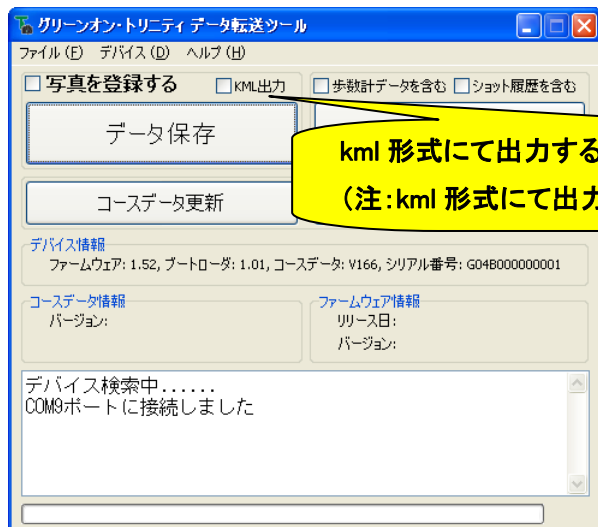 グリーンオン・トリニティ データ転送ツール
ファイル(F) デバイス(D) ヘルプ(H)
写真を登録する KML出力 歩数計データを含む ショット履歴を含む
データ保存
kml 形式にて出力する
コースデータ更新
(注:kml 形式にて出力
デバイス情報
ファームウェア: 1.52, ブートローダ: 1.01, コースデータ: V166, シリアル番号: G04B000000001
コースデータ情報
バージョン:
ファームウェア情報
リリース日:
バージョン:
デバイス検索中......
COM9ポートに接続しました